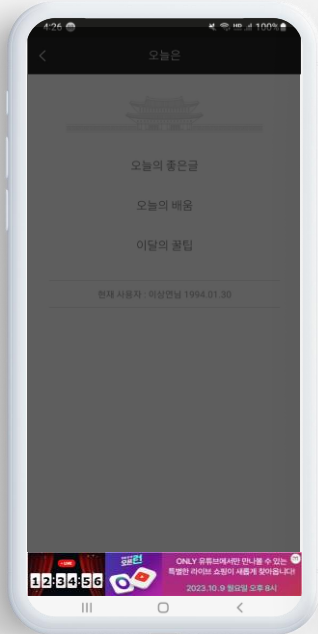 4:26
100%
오늘은
오늘의 좋은글
오늘의 배움
이달의 꿀팁
현재 사용자 : 이상연님 1994.01.30
LIVE
12:34:56
오픈런
ONLY 유튜브에서만 만나볼 수 있는
특별한 라이브 쇼핑이 새롭게 찾아옵니다!
2023.10.9 월요일 오후 8시